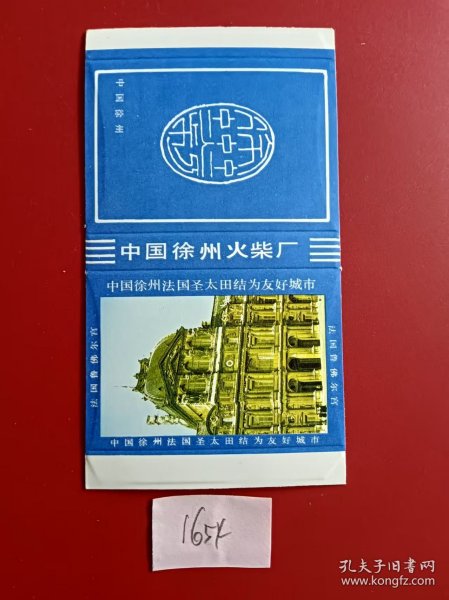 中国徐州
中国徐州火柴厂
中国徐州法国圣太田结为友好城市
法国鲁佛尔宫
法国鲁佛尔宫
中国徐州法国圣太田结为友好城市
165K
孔夫子旧书网
www.kongfz.com